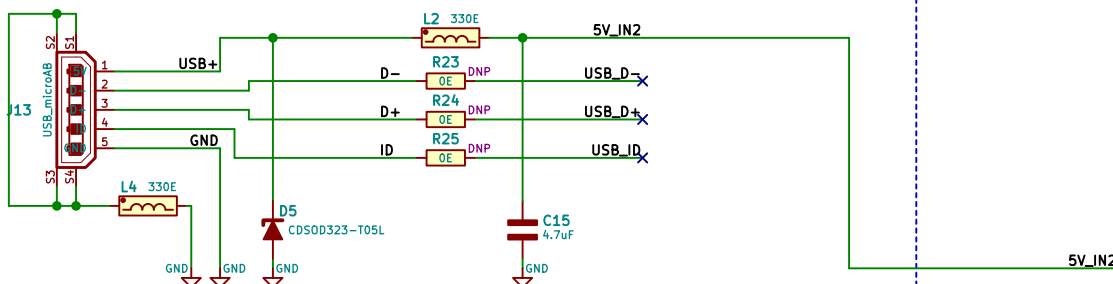 L2 330E
5V_IN2
S2
S1
USB+
1
5V
R23
D-
DNP
USB_D-
2
D-
0E
USB_microAB
R24
J13
3
D+
D+
DNP
USB_D+
0E
4
ID
R25
GND
ID
DNP
USB_ID
5
GND
0E
S3
S4
L4 330E
D5
CDSOD323-T05L
C15
4.7uF
5V_IN2
GND
GND
GND
GND